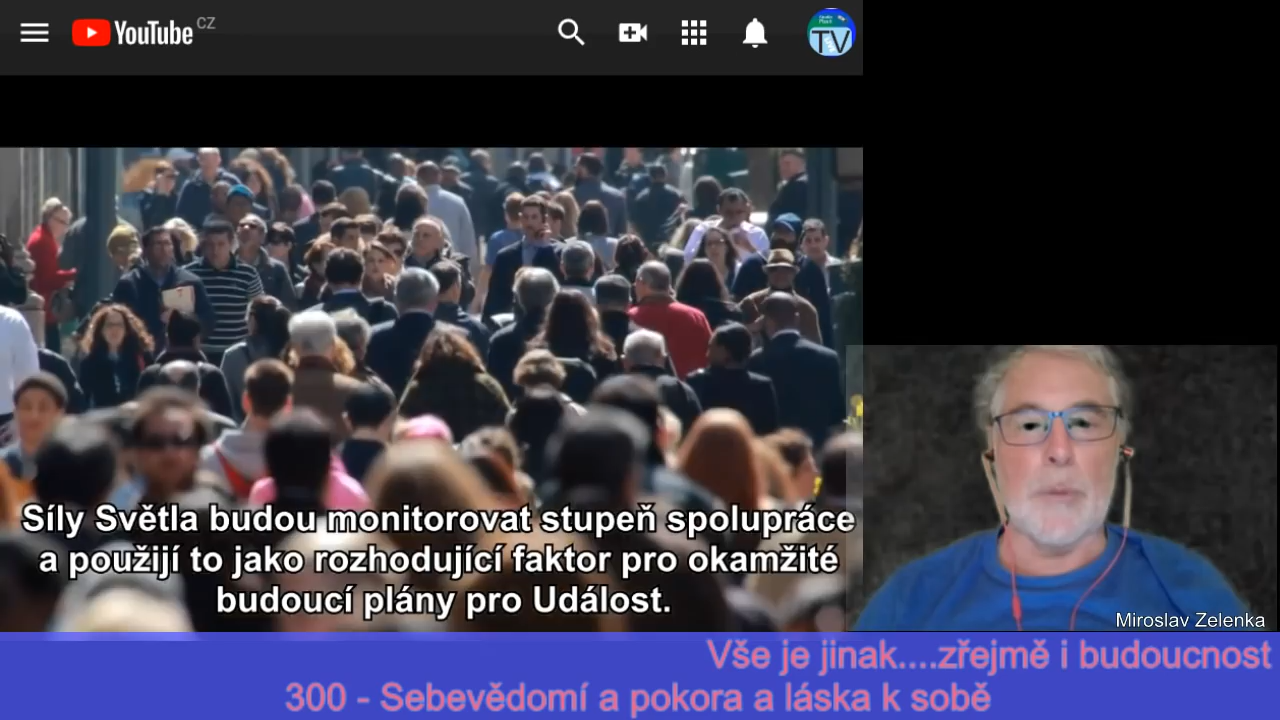 YouTube CZ
TV
Síly Světla budou monitorovat stupeň spolupráce
a použijí to jako rozhodující faktor pro okamžité
budoucí plány pro Událost.
Miroslav Zelenka
Vše je jinak....zřejmě i budoucnost
300 - Sebevědomí a pokora a láska k sobě